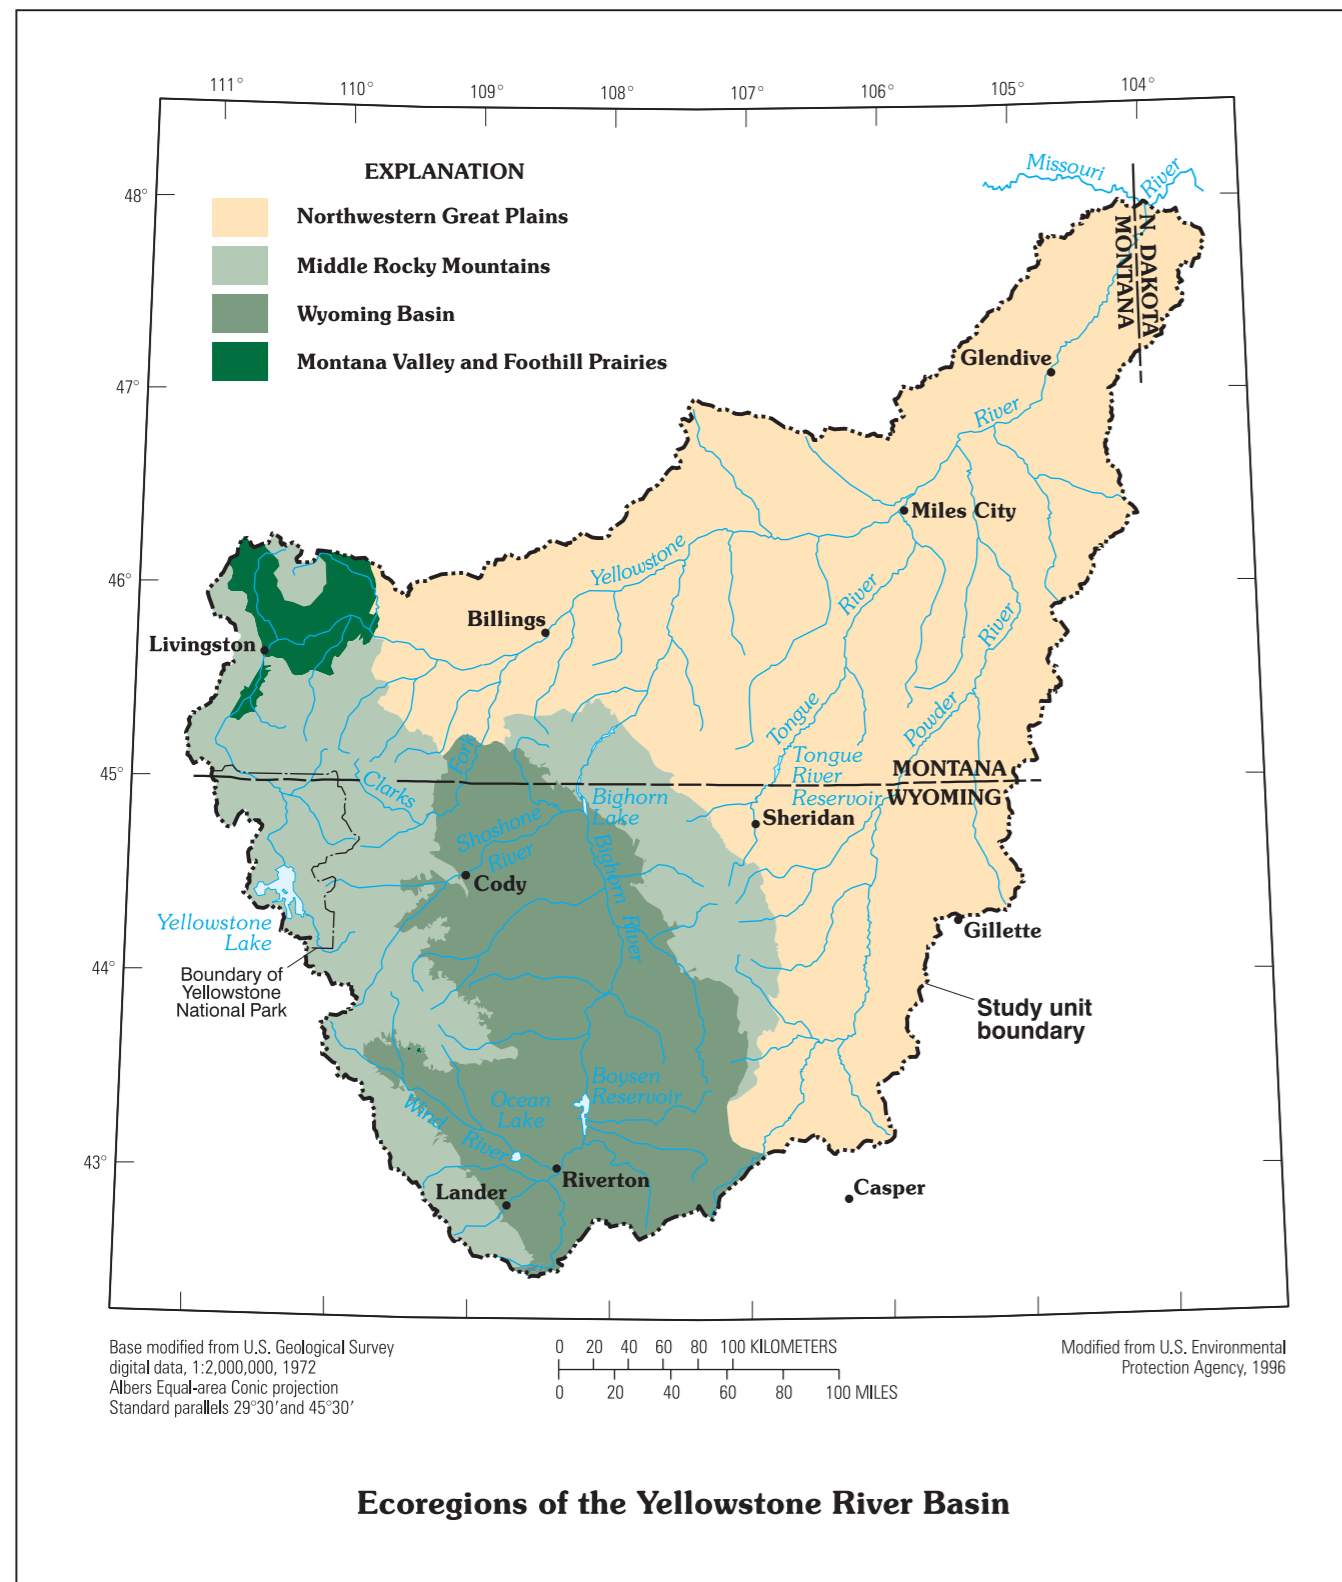 111° 110° 109° 108° 107° 106° 105° 104°
EXPLANATION
Northwestern Great Plains
Middle Rocky Mountains
Wyoming Basin
Montana Valley and Foothill Prairies
48°
47°
46°
45°
44°
43°
Missouri River
N. DAKOTA
MONTANA
Glendive
River
Miles City
Yellowstone
Billings
River
River
Livingston
Tongue
Powder
Fork
Tongue
River
Reservoir
MONTANA
WYOMING
Clarks
Bighorn
Lake
Sheridan
Shoshone
River
Bighorn River
Cody
Yellowstone
Lake
Gillette
Boundary of
Yellowstone
National Park
Study unit
boundary
Boysen
Reservoir
Ocean
Lake
Wind River
Riverton
Lander
Casper
Base modified from U.S. Geological Survey
digital data, 1:2,000,000, 1972
Albers Equal-area Conic projection
Standard parallels 29°30′and 45°30′
0 20 40 60 80 100 KILOMETERS
0 20 40 60 80 100 MILES
Modified from U.S. Environmental
Protection Agency, 1996
Ecoregions of the Yellowstone River Basin